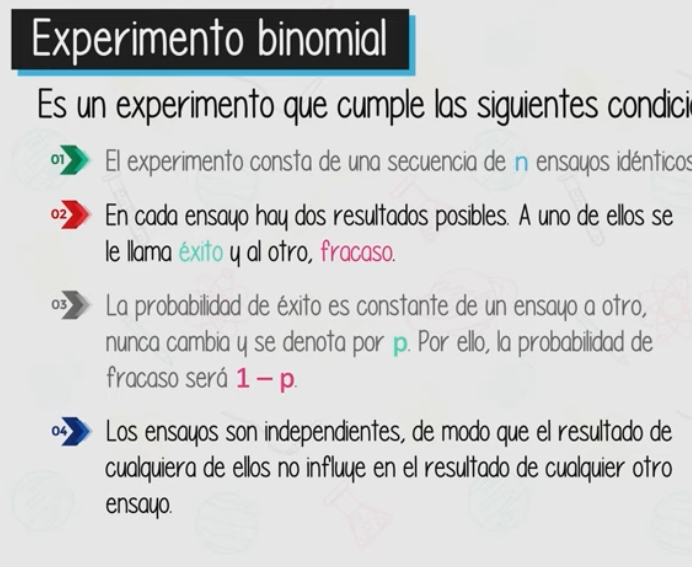 Experimento binomial
Es un experimento que cumple las siguientes
01 El experimento consta de una secuencia de n ensayos idénticos
02 En cada ensayo hay dos resultados posibles. A uno de ellos se
le llama éxito y al otro, fracaso.
03 La probabilidad de éxito es constante de un ensayo a otro,
nunca cambia y se denota por p. Por ello, la probabilidad de
fracaso será 1 – p.
04 Los ensayos son independientes, de modo que el resultado de
cualquiera de ellos no influye en el resultado de cualquier otro
ensayo.